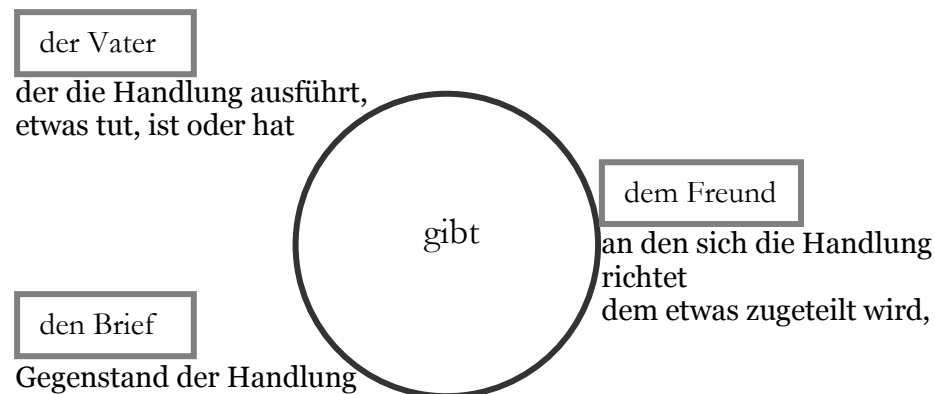 der Vater
der die Handlung ausführt,
etwas tut, ist oder hat
gibt
dem Freund
an den sich die Handlung
richtet
dem etwas zugeteilt wird,
den Brief
Gegenstand der Handlung